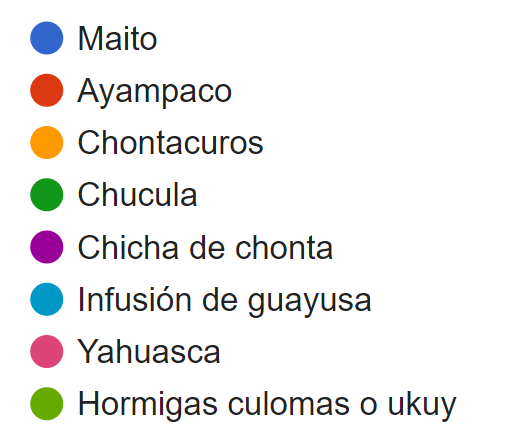 Maito
Ayampaco
Chontacuros
Chucula
Chicha de chonta
Infusión de guayusa
Yahuasca
Hormigas culomas o ukuy